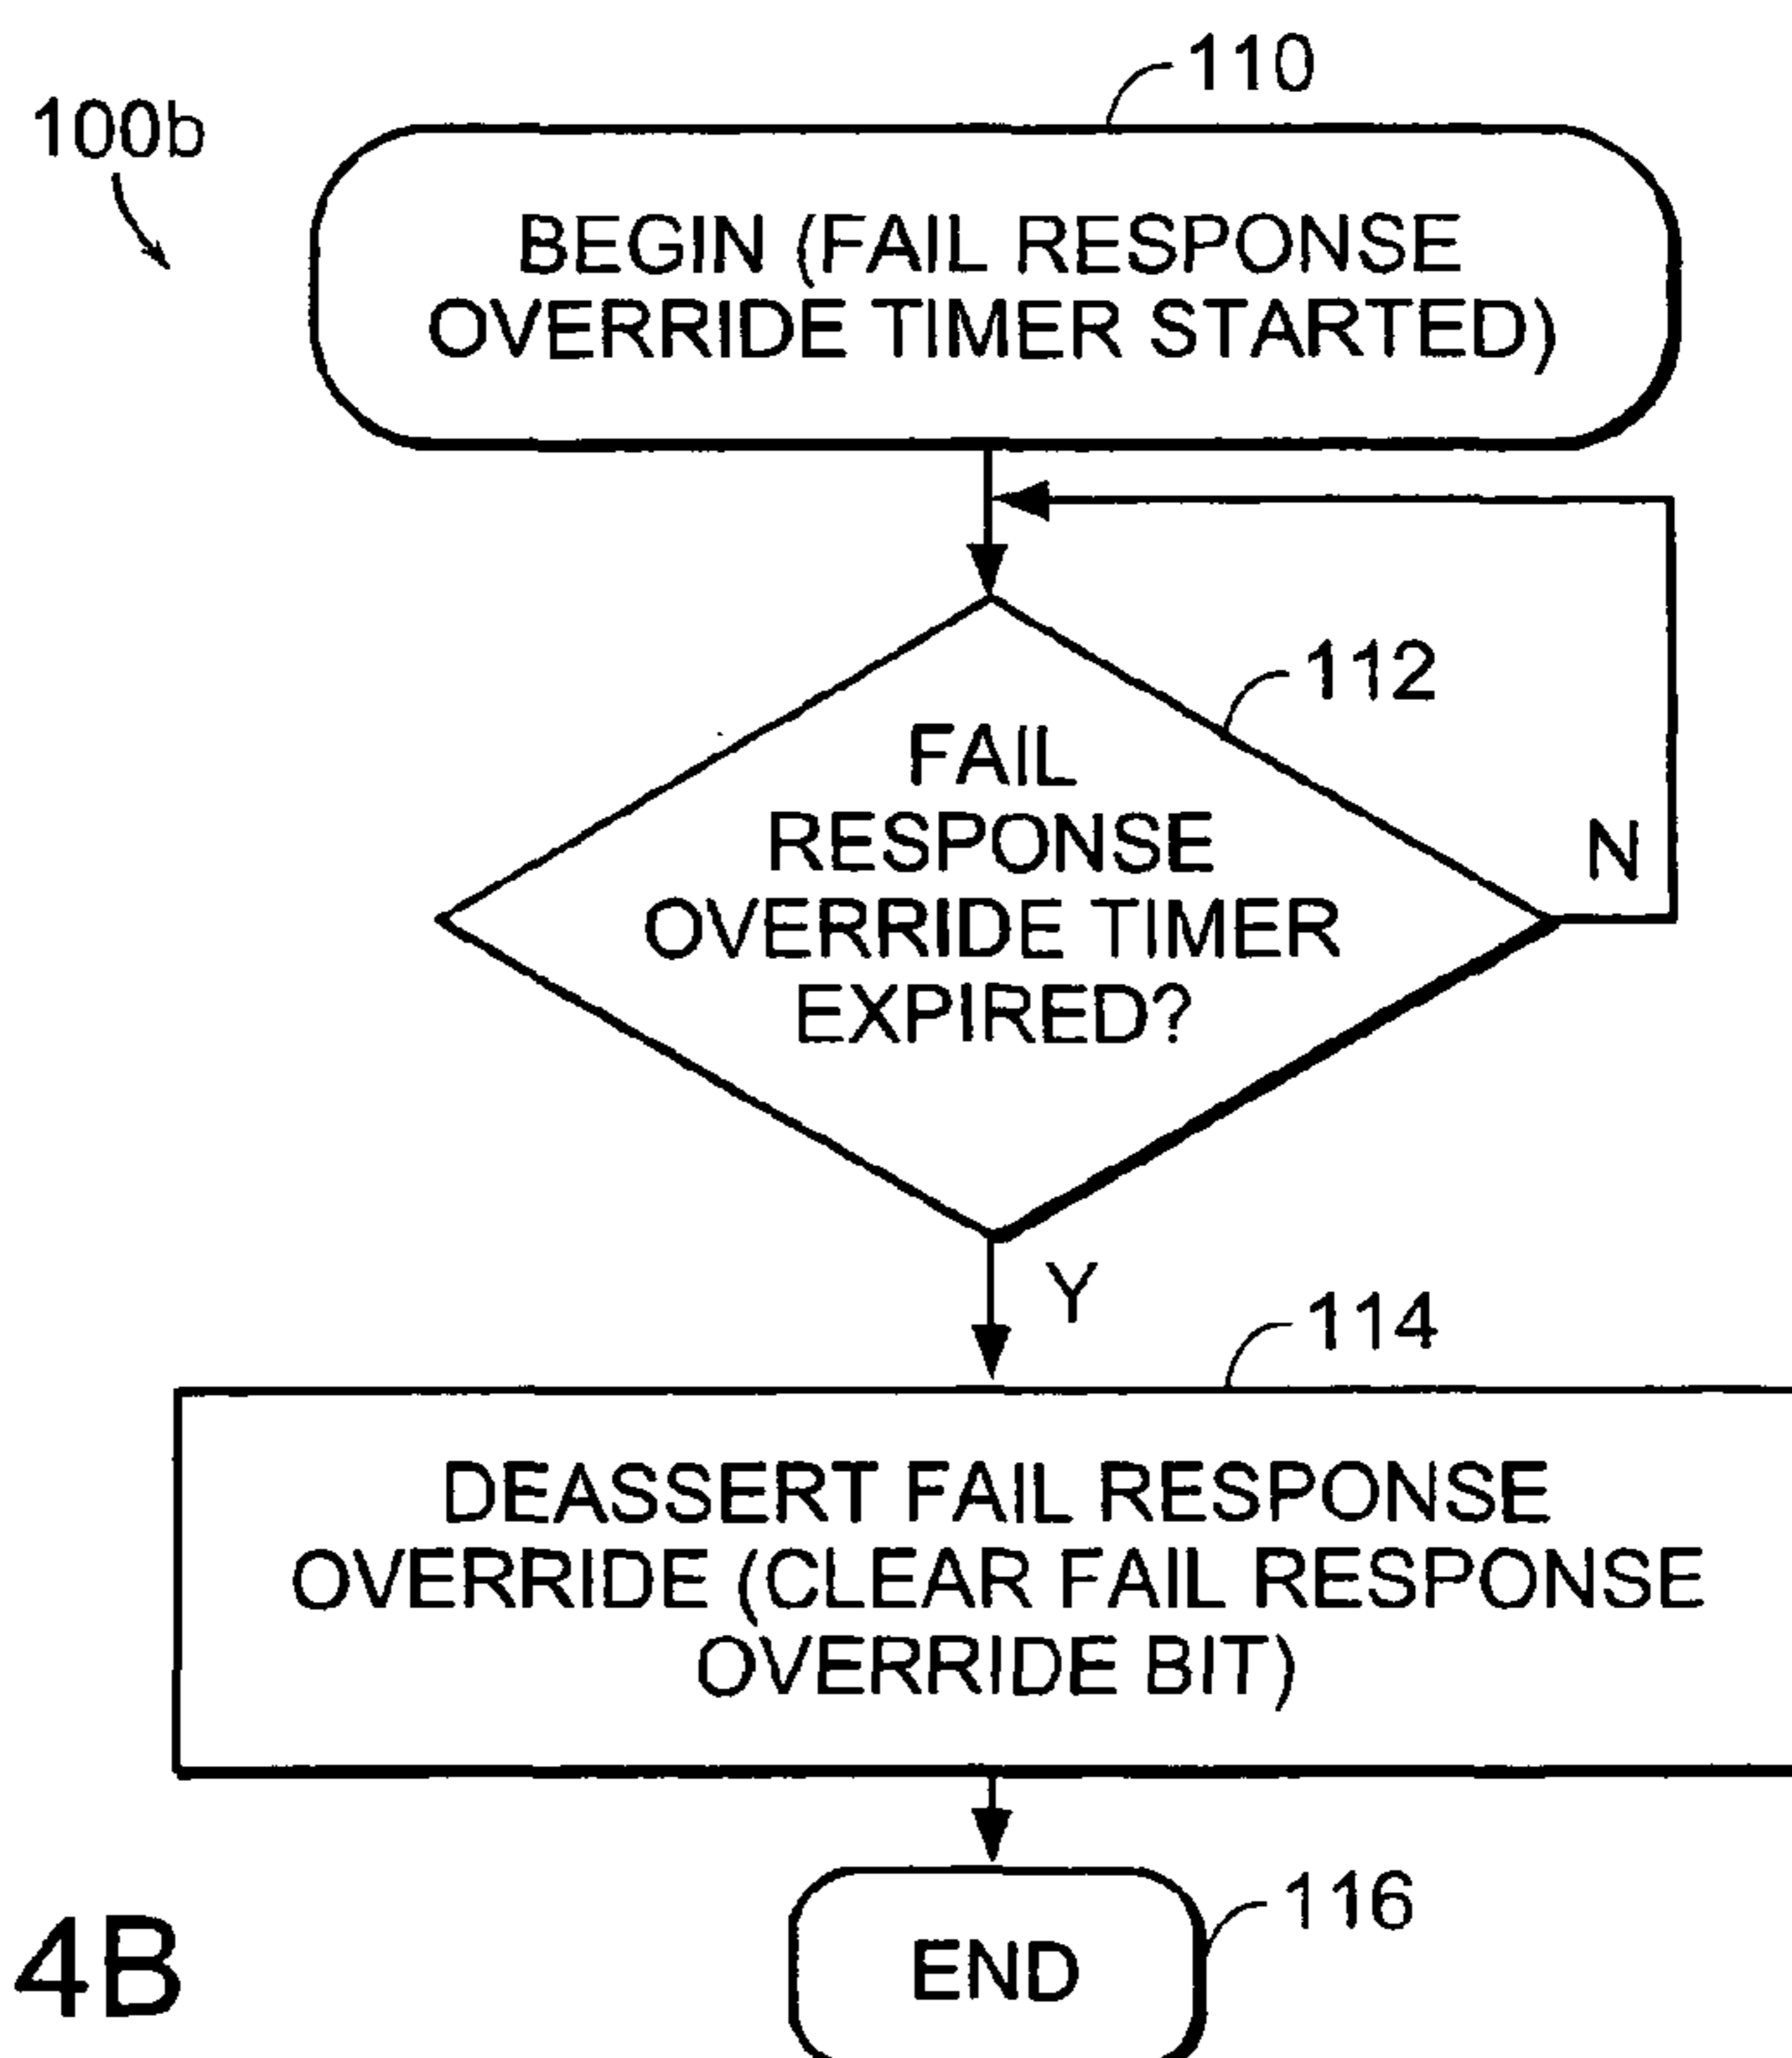 110
100b
BEGIN (FAIL RESPONSE
OVERRIDE TIMER STARTED)
112
FAIL
RESPONSE
OVERRIDE TIMER
EXPIRED?
N
Y
114
DEASSERT FAIL RESPONSE
OVERRIDE (CLEAR FAIL RESPONSE
OVERRIDE BIT)
116
END
4B